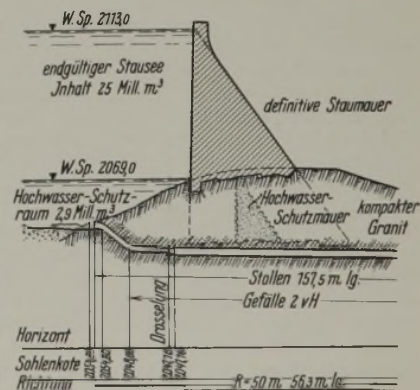 W. Sp. 2113,0
endgültiger Stausee
Jnhalt 25 Mill. m³
definitive Staumauer
W. Sp. 2069,0
Hochwasser-Schutz-
raum 2,9 Mill. m³
Hochwasser-
Schutzmauer
kompakter
Granit
Stollen 157,5 m. lg.
Gefälle 2 vH
Drosselung
Horizont
Sohlenkote
Richtung
R = 50 m. 56,3 m. lg.